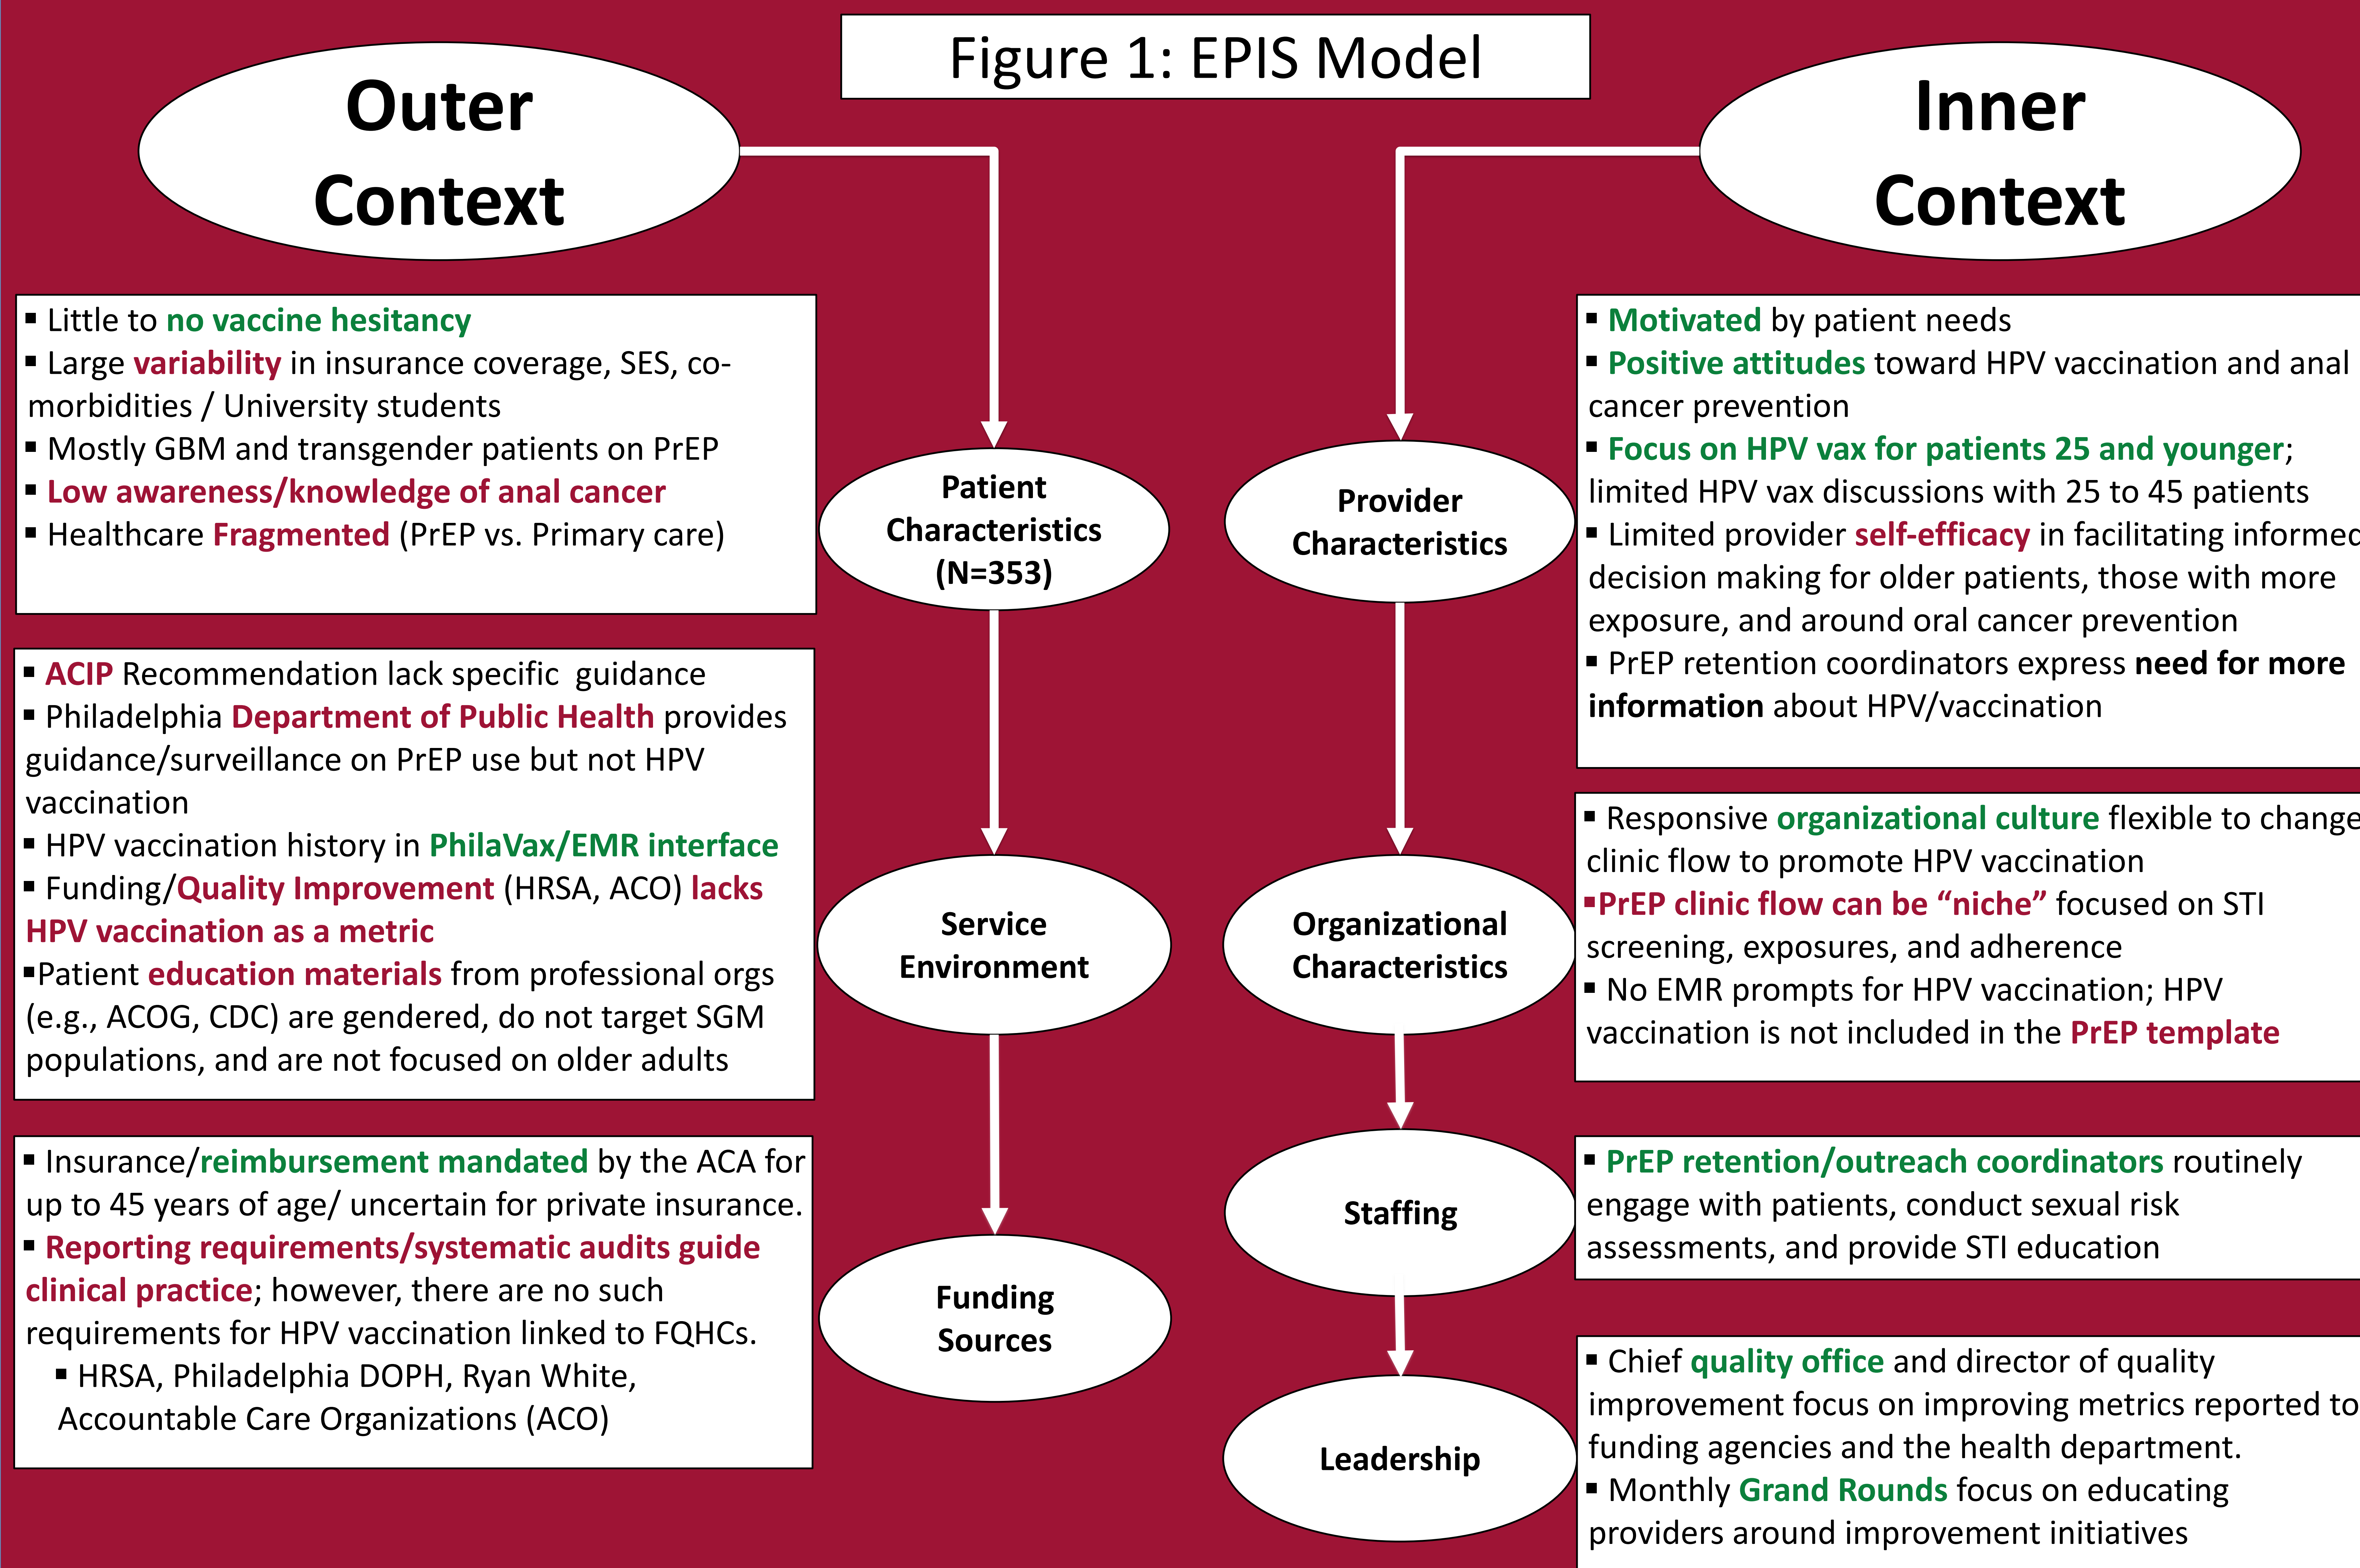 Figure 1: EPIS Model
Outer
Context
▪ Little to no vaccine hesitancy
▪ Large variability in insurance coverage, SES, co-
morbidities / University students
▪ Mostly GBM and transgender patients on PrEP
▪ Low awareness/knowledge of anal cancer
▪ Healthcare Fragmented (PrEP vs. Primary care)
Patient
Characteristics
(N=353)
▪ ACIP Recommendation lack specific guidance
▪ Philadelphia Department of Public Health provides
guidance/surveillance on PrEP use but not HPV
vaccination
▪ HPV vaccination history in PhilaVax/EMR interface
▪ Funding/Quality Improvement (HRSA, ACO) lacks
HPV vaccination as a metric
▪Patient education materials from professional orgs
(e.g., ACOG, CDC) are gendered, do not target SGM
populations, and are not focused on older adults
Service
Environment
▪ Insurance/reimbursement mandated by the ACA for
up to 45 years of age/ uncertain for private insurance.
▪ Reporting requirements/systematic audits guide
clinical practice; however, there are no such
requirements for HPV vaccination linked to FQHCs.
▪ HRSA, Philadelphia DOPH, Ryan White,
Accountable Care Organizations (ACO)
Funding
Sources
Inner
Context
Provider
Characteristics
▪ Motivated by patient needs
▪ Positive attitudes toward HPV vaccination and anal
cancer prevention
▪ Focus on HPV vax for patients 25 and younger;
limited HPV vax discussions with 25 to 45 patients
▪ Limited provider self-efficacy in facilitating informed
decision making for older patients, those with more
exposure, and around oral cancer prevention
▪ PrEP retention coordinators express need for more
information about HPV/vaccination
Organizational
Characteristics
▪ Responsive organizational culture flexible to change
clinic flow to promote HPV vaccination
▪PrEP clinic flow can be “niche” focused on STI
screening, exposures, and adherence
▪ No EMR prompts for HPV vaccination; HPV
vaccination is not included in the PrEP template
Staffing
▪ PrEP retention/outreach coordinators routinely
engage with patients, conduct sexual risk
assessments, and provide STI education
Leadership
▪ Chief quality office and director of quality
improvement focus on improving metrics reported to
funding agencies and the health department.
▪ Monthly Grand Rounds focus on educating
providers around improvement initiatives